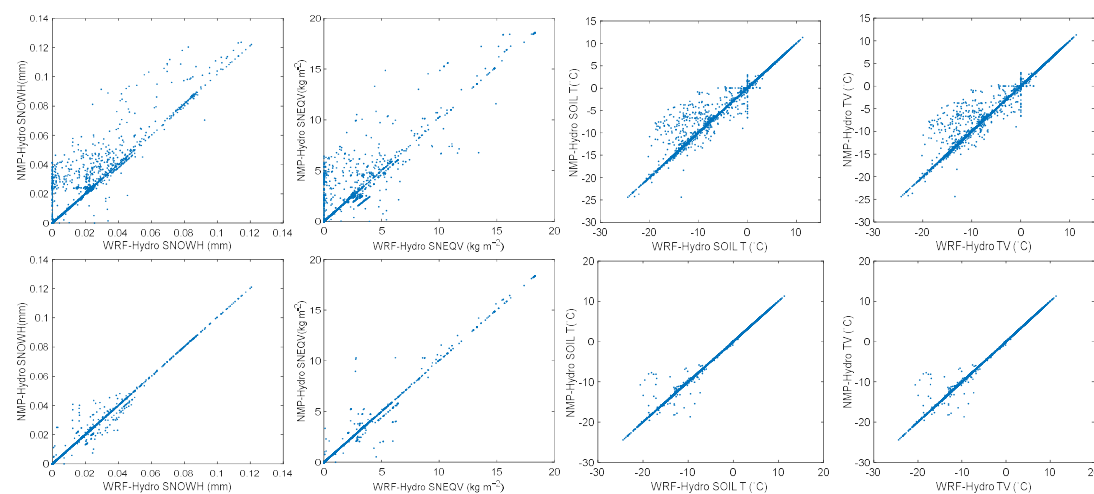 0.14
0.12
0.1
0.08
0.06
0.04
0.02
0
0 0.02 0.04 0.06 0.08 0.1 0.12 0.14
NMP-Hydro SNOWH(mm)
WRF-Hydro SNOWH (mm)
20
15
10
5
0
0 5 10 15 20
NMP-Hydro SNEQV(kg m⁻²)
WRF-Hydro SNEQV (kg m⁻²)
15
10
5
0
-5
-10
-15
-20
-25
-30
-30 -20 -10 0 10
NMP-Hydro SOIL T(˚C)
WRF-Hydro SOIL T (˚C)
15
10
5
0
-5
-10
-15
-20
-25
-30
-30 -20 -10 0 10
NMP-Hydro TV (˚C)
WRF-Hydro TV (˚C)
0.14
0.12
0.1
0.08
0.06
0.04
0.02
0
0 0.02 0.04 0.06 0.08 0.1 0.12 0.14
NMP-Hydro SNOWH(mm)
WRF-Hydro SNOWH (mm)
20
15
10
5
0
0 5 10 15 20
NMP-Hydro SNEQV(kg m⁻²)
WRF-Hydro SNEQV (kg m⁻²)
20
10
0
-10
-20
-30
-30 -20 -10 0 10 20
NMP-Hydro SOIL T(˚C)
WRF-Hydro SOIL T (˚C)
20
10
0
-10
-20
-30
-30 -20 -10 0 10 20
NMP-Hydro TV (˚C)
WRF-Hydro TV (˚C)